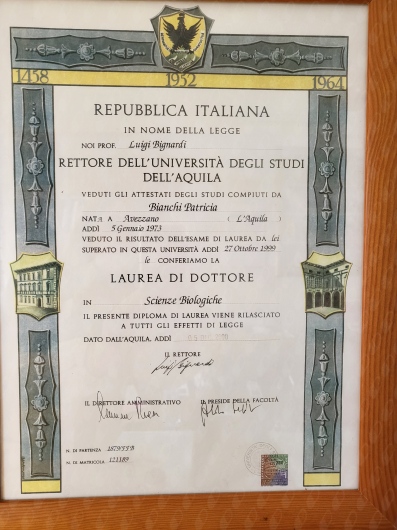 1458 1952 1964
REPUBBLICA ITALIANA
IN NOME DELLA LEGGE
NOI PROF. Luigi Bignardi
RETTORE DELL'UNIVERSITÀ DEGLI STUDI
DELL'AQUILA
VEDUTI GLI ATTESTATI DEGLI STUDI COMPIUTI DA
Bianchi Patricia
NATA A Avezzano (L'Aquila)
ADDÌ 5 Gennaio 1973
VEDUTO IL RISULTATO DELL'ESAME DI LAUREA DA lei
SUPERATO IN QUESTA UNIVERSITÀ ADDÌ 27 Ottobre 1999
le CONFERIAMO LA
LAUREA DI DOTTORE
IN Scienze Biologiche
IL PRESENTE DIPLOMA DI LAUREA VIENE RILASCIATO
A TUTTI GLI EFFETTI DI LEGGE
DATO DALL'AQUILA, ADDÌ
IL RETTORE
IL DIRETTORE AMMINISTRATIVO IL PRESIDE DELLA FACOLTÀ
N. DI PARTENZA
N. DI MATRICOLA 121189